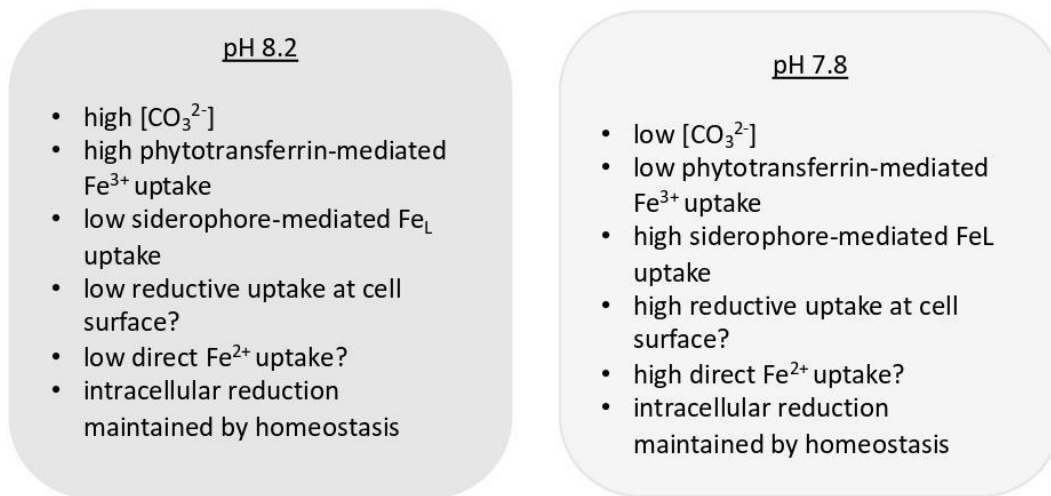 pH 8.2
• high [CO₃²⁻]
• high phytotransferrin-mediated
Fe³⁺ uptake
• low siderophore-mediated Fe_L
uptake
• low reductive uptake at cell
surface?
• low direct Fe²⁺ uptake?
• intracellular reduction
maintained by homeostasis
pH 7.8
• low [CO₃²⁻]
• low phytotransferrin-mediated
Fe³⁺ uptake
• high siderophore-mediated FeL
uptake
• high reductive uptake at cell
surface?
• high direct Fe²⁺ uptake?
• intracellular reduction
maintained by homeostasis